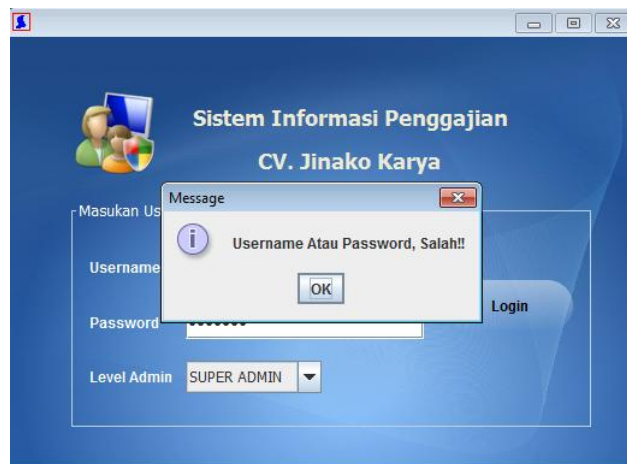 Sistem Informasi Penggajian
CV. Jinako Karya
Message
Masukan Us
Username Atau Password, Salah!!
Username
OK
Login
Password
Level Admin SUPER ADMIN